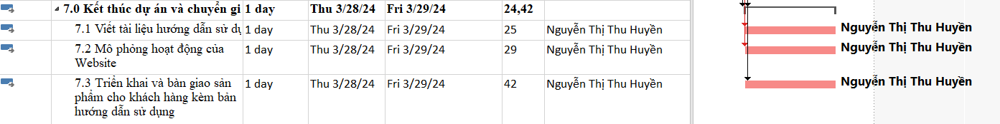 7.0 Kết thúc dự án và chuyển gi 1 day Thu 3/28/24 Fri 3/29/24 24,42
7.1 Viết tài liệu hướng dẫn sử dụ 1 day Thu 3/28/24 Fri 3/29/24 25 Nguyễn Thị Thu Huyền Nguyễn Thị Thu Huyền
7.2 Mô phỏng hoạt động của 1 day Thu 3/28/24 Fri 3/29/24 29 Nguyễn Thị Thu Huyền Nguyễn Thị Thu Huyền
Website
7.3 Triển khai và bàn giao sản 1 day Thu 3/28/24 Fri 3/29/24 42 Nguyễn Thị Thu Huyền Nguyễn Thị Thu Huyền
phẩm cho khách hàng kèm bản
hướng dẫn sử dụng